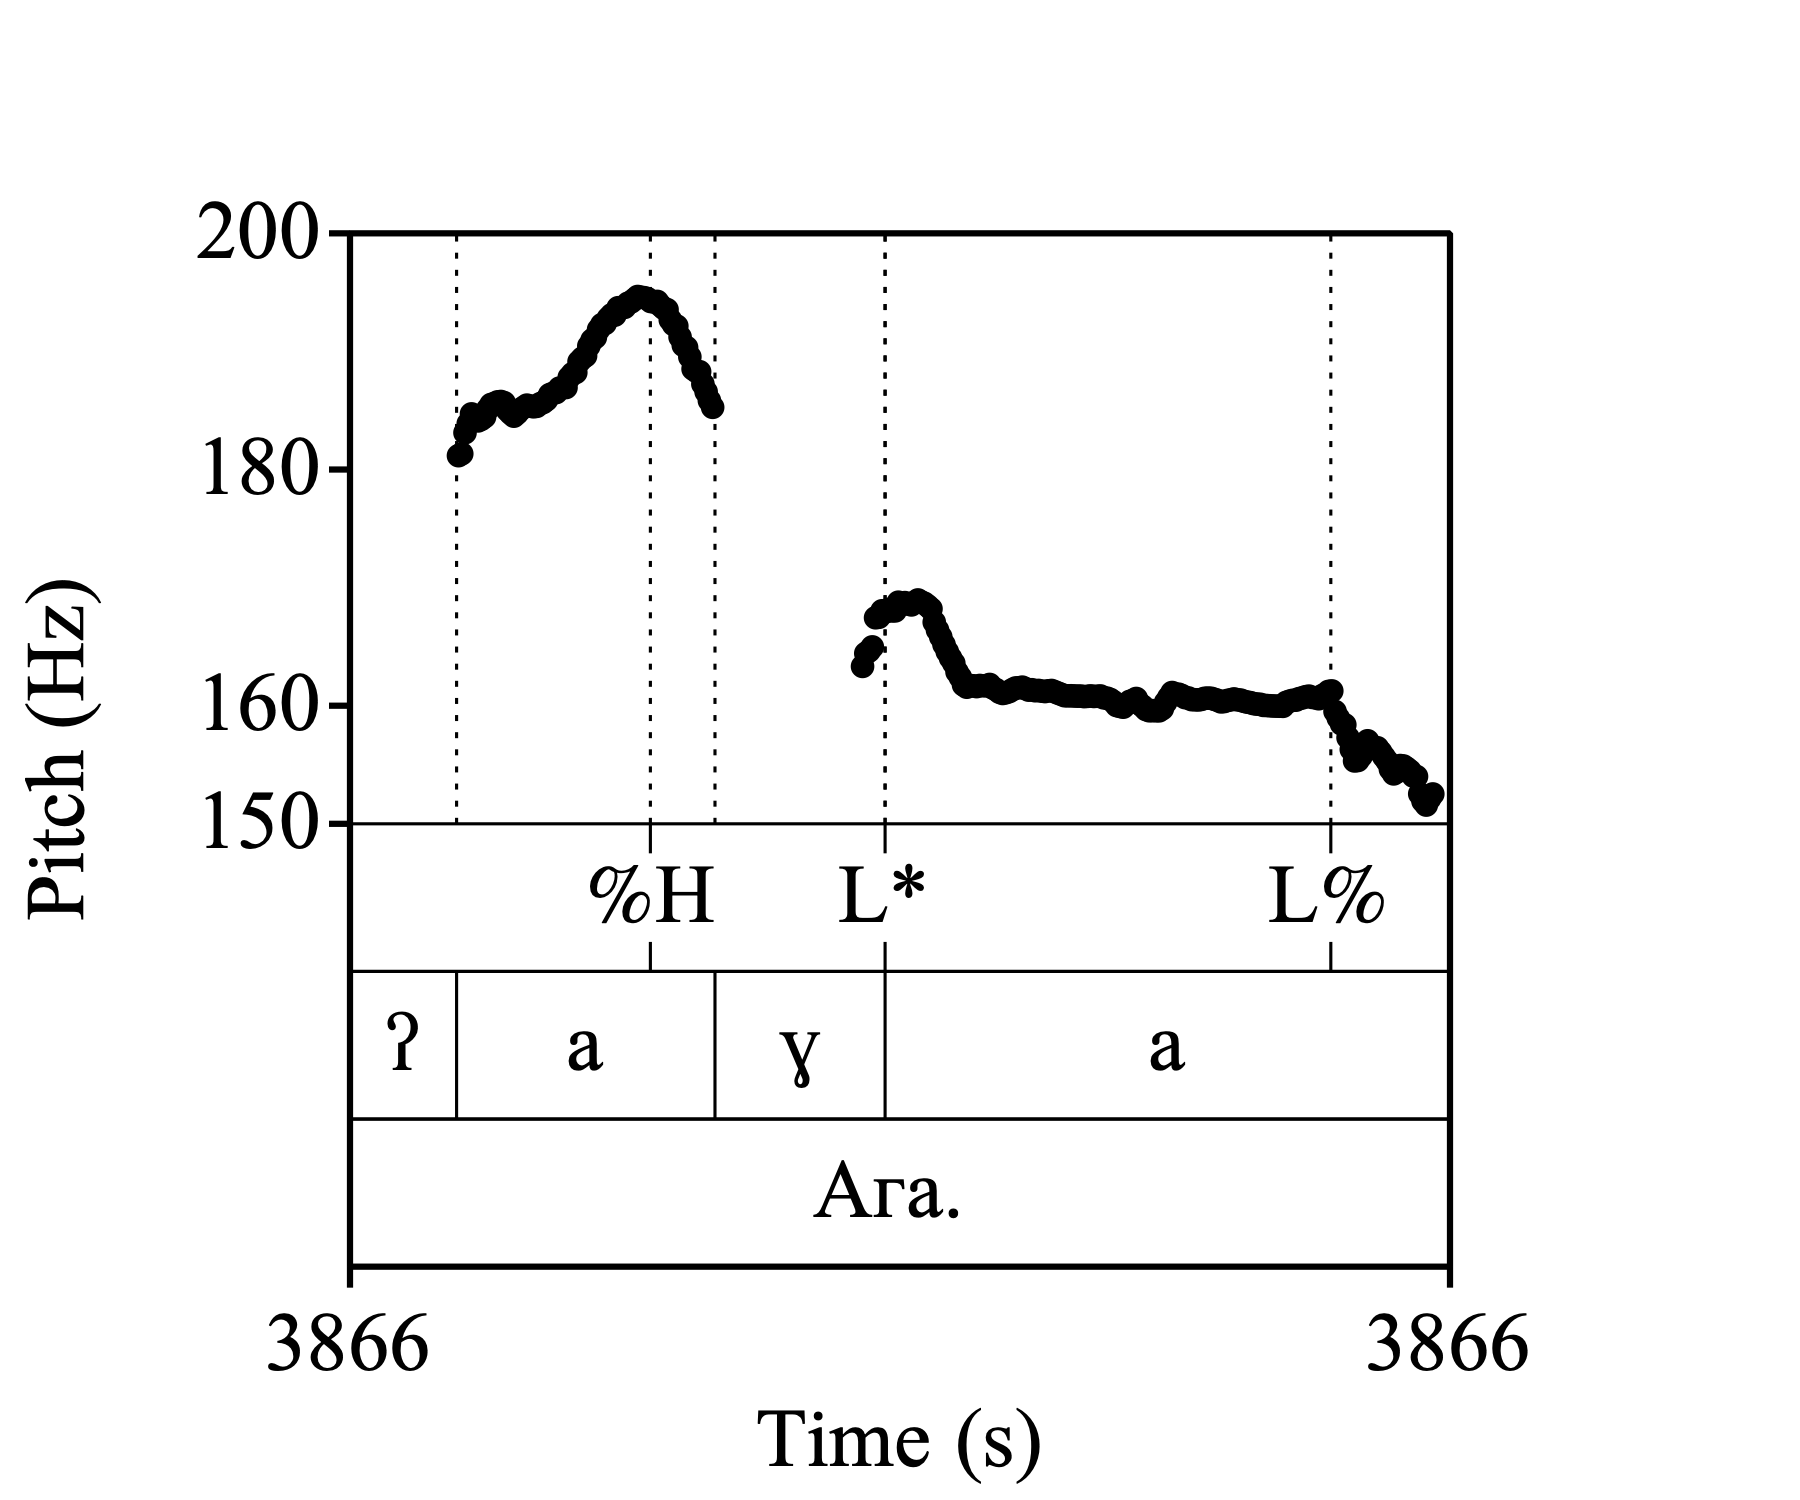 200
180
160
150
Pitch (Hz)
%H L* L%
ʔ a ɣ a
Ага.
3866 3866
Time (s)